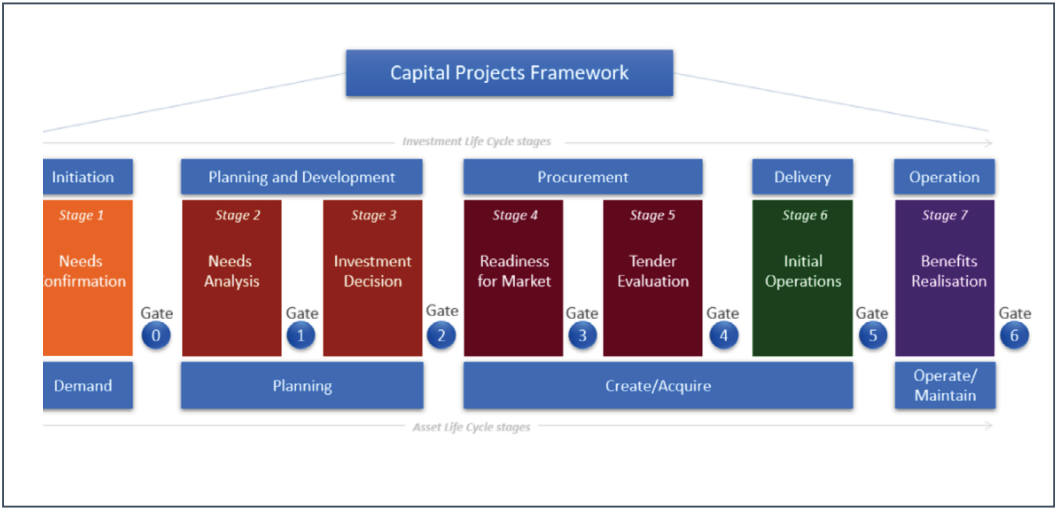 Capital Projects Framework
Investment Life Cycle stages
Initiation
Planning and Development
Procurement
Delivery
Operation
Stage 1
Needs
onfirmation
Gate
0
Stage 2
Needs
Analysis
Gate
1
Stage 3
Investment
Decision
Gate
2
Stage 4
Readiness
for Market
Gate
3
Stage 5
Tender
Evaluation
Gate
4
Stage 6
Initial
Operations
Gate
5
Stage 7
Benefits
Realisation
Gate
6
Demand
Planning
Create/Acquire
Operate/
Maintain
Asset Life Cycle stages